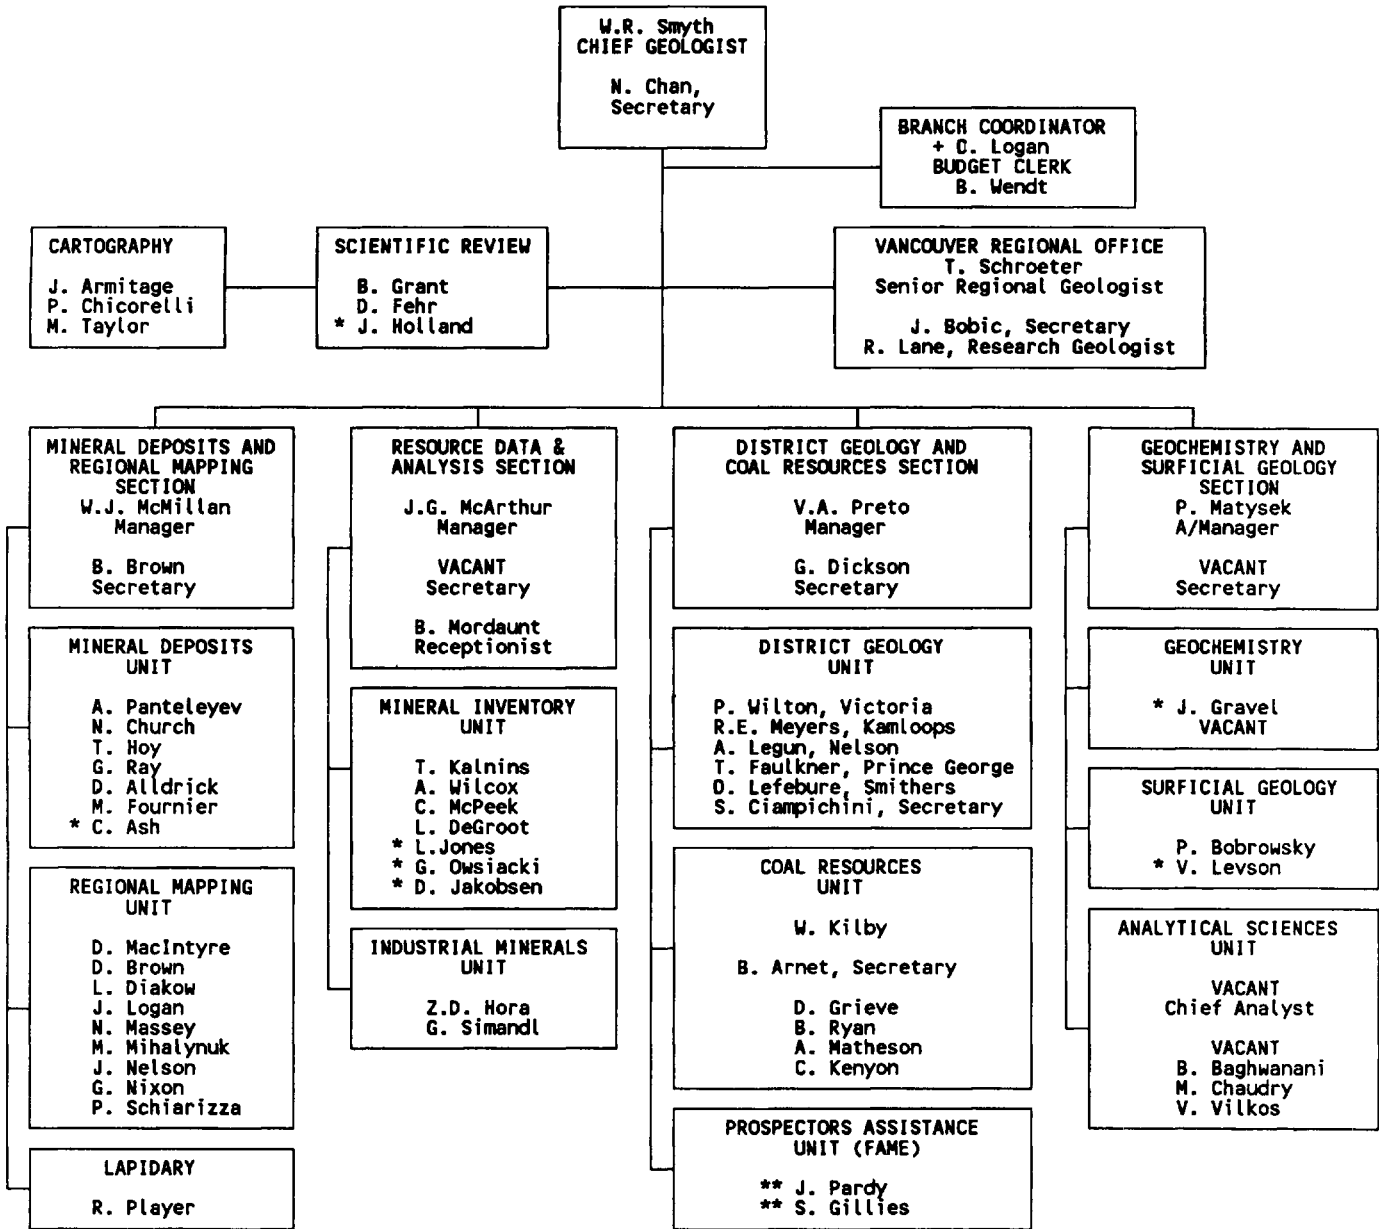 W.R. Smyth
CHIEF GEOLOGIST
N. Chan,
Secretary
BRANCH COORDINATOR
+ C. Logan
BUDGET CLERK
B. Wendt
CARTOGRAPHY
J. Armitage
P. Chicorelli
M. Taylor
SCIENTIFIC REVIEW
B. Grant
D. Fehr
* J. Holland
VANCOUVER REGIONAL OFFICE
T. Schroeter
Senior Regional Geologist
J. Bobic, Secretary
R. Lane, Research Geologist
MINERAL DEPOSITS AND
REGIONAL MAPPING
SECTION
W.J. McMillan
Manager
B. Brown
Secretary
MINERAL DEPOSITS
UNIT
A. Panteleyev
N. Church
T. Hoy
G. Ray
D. Alldrick
M. Fournier
* C. Ash
REGIONAL MAPPING
UNIT
D. MacIntyre
D. Brown
L. Diakow
J. Logan
N. Massey
M. Mihalynuk
J. Nelson
G. Nixon
P. Schiarizza
LAPIDARY
R. Player
RESOURCE DATA &
ANALYSIS SECTION
J.G. McArthur
Manager
VACANT
Secretary
B. Mordaunt
Receptionist
MINERAL INVENTORY
UNIT
T. Kalnins
A. Wilcox
C. McPeek
L. DeGroot
* L.Jones
* G. Owsiacki
* D. Jakobsen
INDUSTRIAL MINERALS
UNIT
Z.D. Hora
G. Simandl
DISTRICT GEOLOGY AND
COAL RESOURCES SECTION
V.A. Preto
Manager
G. Dickson
Secretary
DISTRICT GEOLOGY
UNIT
P. Wilton, Victoria
R.E. Meyers, Kamloops
A. Legun, Nelson
T. Faulkner, Prince George
D. Lefebure, Smithers
S. Ciampichini, Secretary
COAL RESOURCES
UNIT
W. Kilby
B. Arnet, Secretary
D. Grieve
B. Ryan
A. Matheson
C. Kenyon
PROSPECTORS ASSISTANCE
UNIT (FAME)
** J. Pardy
** S. Gillies
GEOCHEMISTRY AND
SURFICIAL GEOLOGY
SECTION
P. Matysek
A/Manager
VACANT
Secretary
GEOCHEMISTRY
UNIT
* J. Gravel
VACANT
SURFICIAL GEOLOGY
UNIT
P. Bobrowsky
* V. Levson
ANALYTICAL SCIENCES
UNIT
VACANT
Chief Analyst
VACANT
B. Baghwanani
M. Chaudry
V. Vilkos